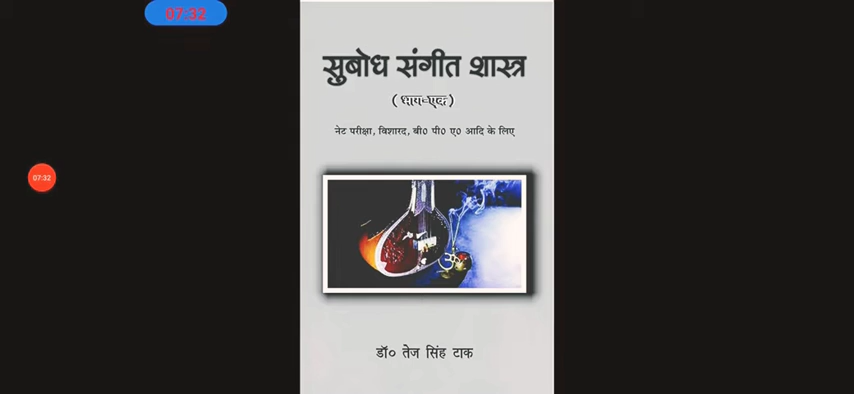 07:32
सुबोध संगीत शास्त्र
(भाग-एक)
नेट परीक्षा, विशारद, बी० पी० ए० आदि के लिए
07:32
डॉ० तेज सिंह टाक